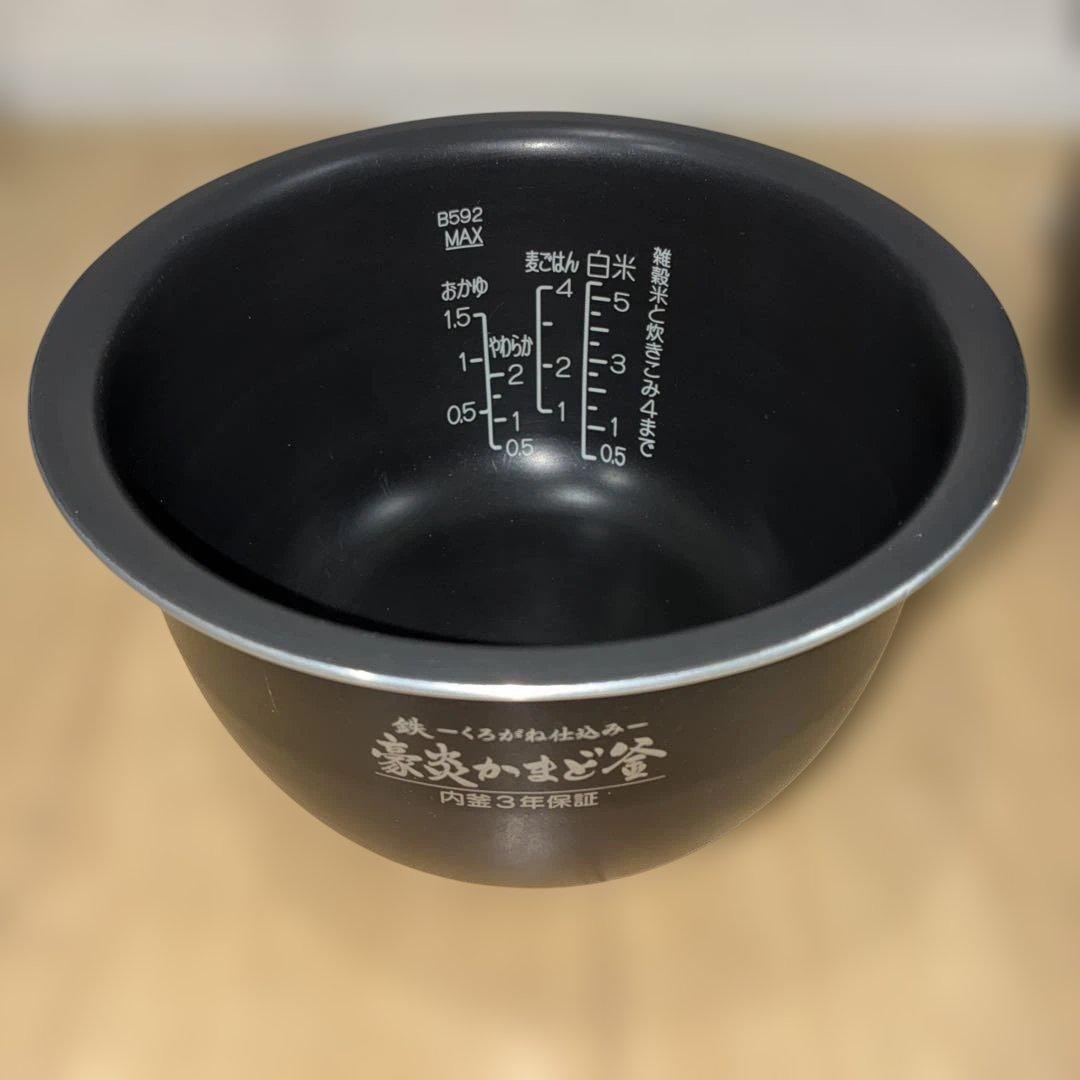 B592
MAX
おかゆ
1.5
1
0.5
やわらか
2
1
0.5
麦ごはん
4
2
1
白米
5
3
1
0.5
雑穀米と炊きこみ4まで
鉄－くろがね仕込み－
豪炎かまど釜
内釜3年保証